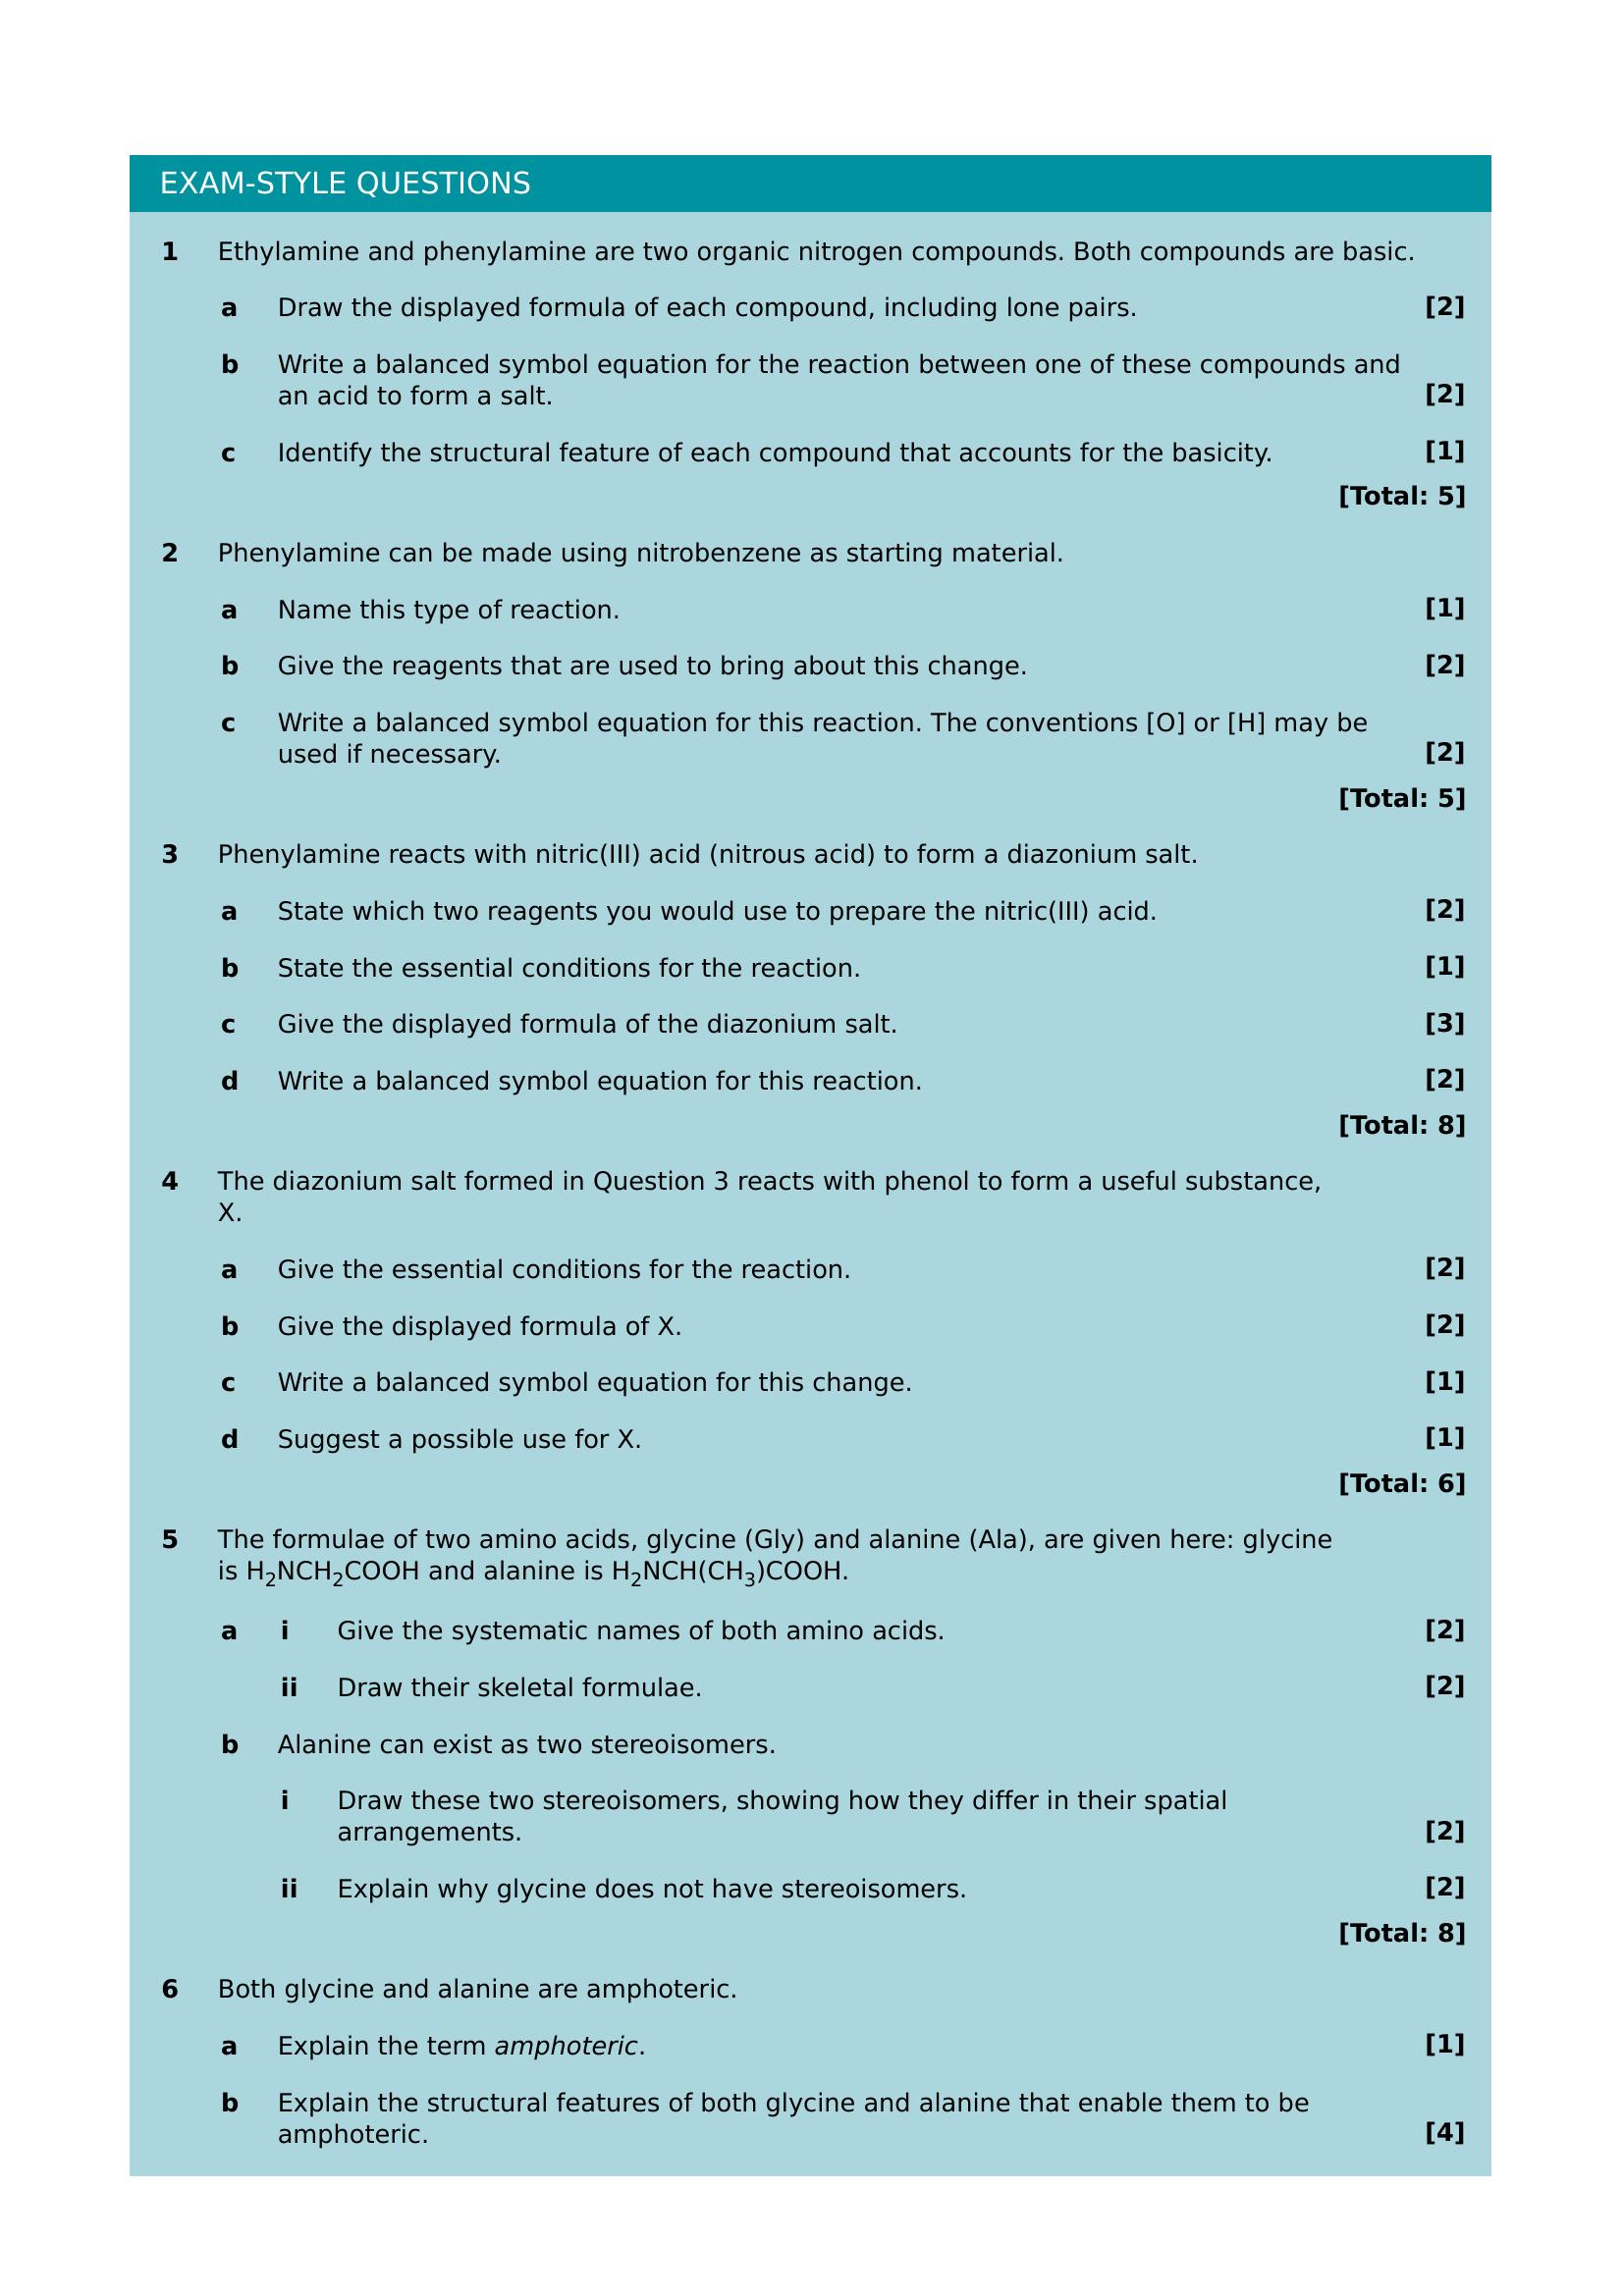 EXAM-STYLE QUESTIONS
1 Ethylamine and phenylamine are two organic nitrogen compounds. Both compounds are basic.
a Draw the displayed formula of each compound, including lone pairs. [2]
b Write a balanced symbol equation for the reaction between one of these compounds and
an acid to form a salt. [2]
c Identify the structural feature of each compound that accounts for the basicity. [1]
[Total: 5]
2 Phenylamine can be made using nitrobenzene as starting material.
a Name this type of reaction. [1]
b Give the reagents that are used to bring about this change. [2]
c Write a balanced symbol equation for this reaction. The conventions [O] or [H] may be
used if necessary. [2]
[Total: 5]
3 Phenylamine reacts with nitric(III) acid (nitrous acid) to form a diazonium salt.
a State which two reagents you would use to prepare the nitric(III) acid. [2]
b State the essential conditions for the reaction. [1]
c Give the displayed formula of the diazonium salt. [3]
d Write a balanced symbol equation for this reaction. [2]
[Total: 8]
4 The diazonium salt formed in Question 3 reacts with phenol to form a useful substance,
X.
a Give the essential conditions for the reaction. [2]
b Give the displayed formula of X. [2]
c Write a balanced symbol equation for this change. [1]
d Suggest a possible use for X. [1]
[Total: 6]
5 The formulae of two amino acids, glycine (Gly) and alanine (Ala), are given here: glycine
is H₂NCH₂COOH and alanine is H₂NCH(CH₃)COOH.
a i Give the systematic names of both amino acids. [2]
ii Draw their skeletal formulae. [2]
b Alanine can exist as two stereoisomers.
i Draw these two stereoisomers, showing how they differ in their spatial
arrangements. [2]
ii Explain why glycine does not have stereoisomers. [2]
[Total: 8]
6 Both glycine and alanine are amphoteric.
a Explain the term amphoteric. [1]
b Explain the structural features of both glycine and alanine that enable them to be
amphoteric. [4]